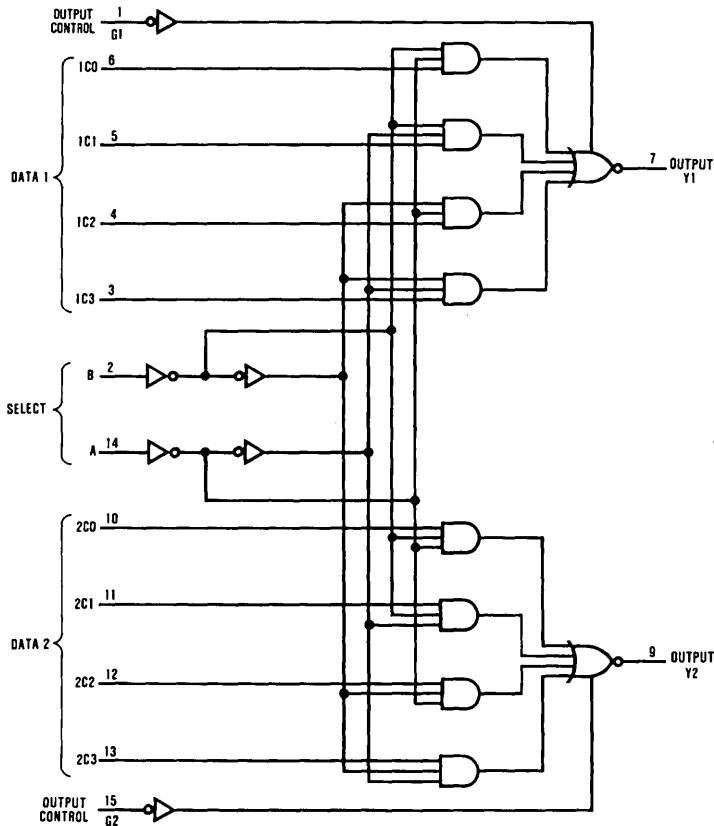 OUTPUT CONTROL 1
G1
1C0 6
1C1 5
DATA 1
1C2 4
1C3 3
7 OUTPUT Y1
B 2
SELECT
A 14
2C0 10
2C1 11
DATA 2
2C2 12
2C3 13
9 OUTPUT Y2
OUTPUT CONTROL 15
G2